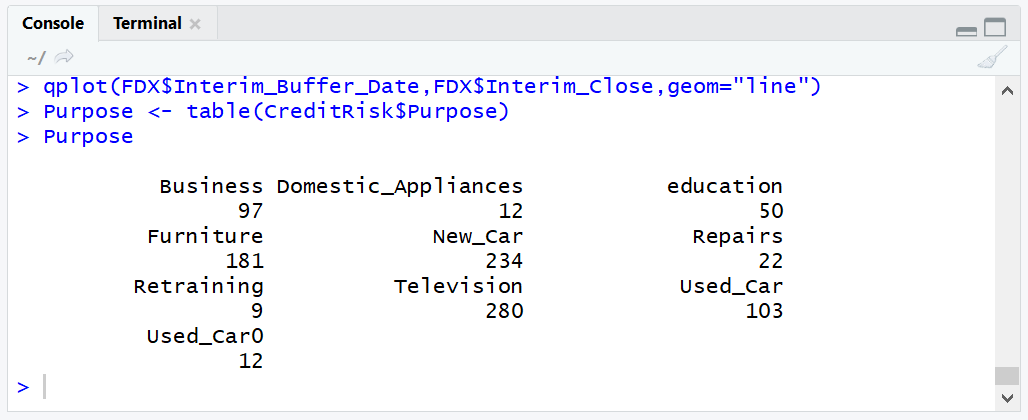 Console Terminal
~/
> qplot(FDX$Interim_Buffer_Date,FDX$Interim_Close,geom="line")
> Purpose <- table(CreditRisk$Purpose)
> Purpose
Business Domestic_Appliances education
97 12 50
Furniture New_Car Repairs
181 234 22
Retraining Television Used_Car
9 280 103
Used_Car0
12
>